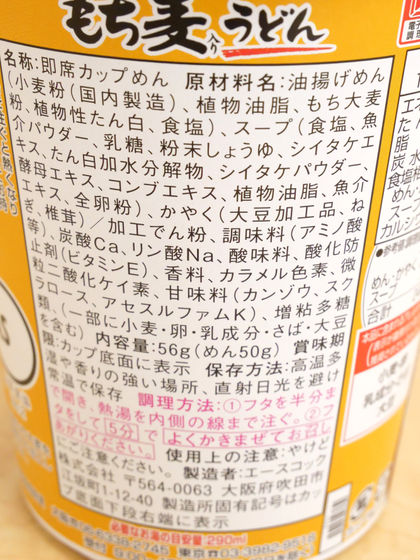 もち麦入りうどん
名称:即席カップめん 原材料名:油揚げめん
(小麦粉(国内製造)、植物油脂、もち大麦
粉、植物性たん白、食塩)、スープ(食塩、魚
介パウダー、乳糖、粉末しょうゆ、シイタケエ
キス、たん白加水分解物、シイタケパウダー、
酵母エキス、コンブエキス、植物油脂、魚介
エキス、全卵粉)、かやく(大豆加工品、ね
ぎ、椎茸)/加工でん粉、調味料(アミノ酸
等)、炭酸Ca、リン酸Na、酸味料、酸化防
止剤(ビタミンE)、香料、カラメル色素、微
粒二酸化ケイ素、甘味料(カンゾウ、スク
ラロース、アセスルファムK)、増粘多糖
類、(一部に小麦・卵・乳成分・さば・大豆
を含む) 内容量:56g(めん50g) 賞味期
限:カップ底面に表示 保存方法:高温多
湿や香りの強い場所、直射日光を避け
常温で保存 調理方法:①フタを半分ま
で開き、熱湯を内側の線まで注ぐ。②フ
タをして5分でよくかきまぜてお召し
あがりください。 使用上の注意:やけど
にご注意ください。 製造者:エースコック
株式会社 〒564-0063 大阪府吹田市
江坂町1-12-40 製造所固有記号はカッ
プ底面下段右端に表示
必要なお湯の目安量 290ml
めん・かやく
スープ
合計